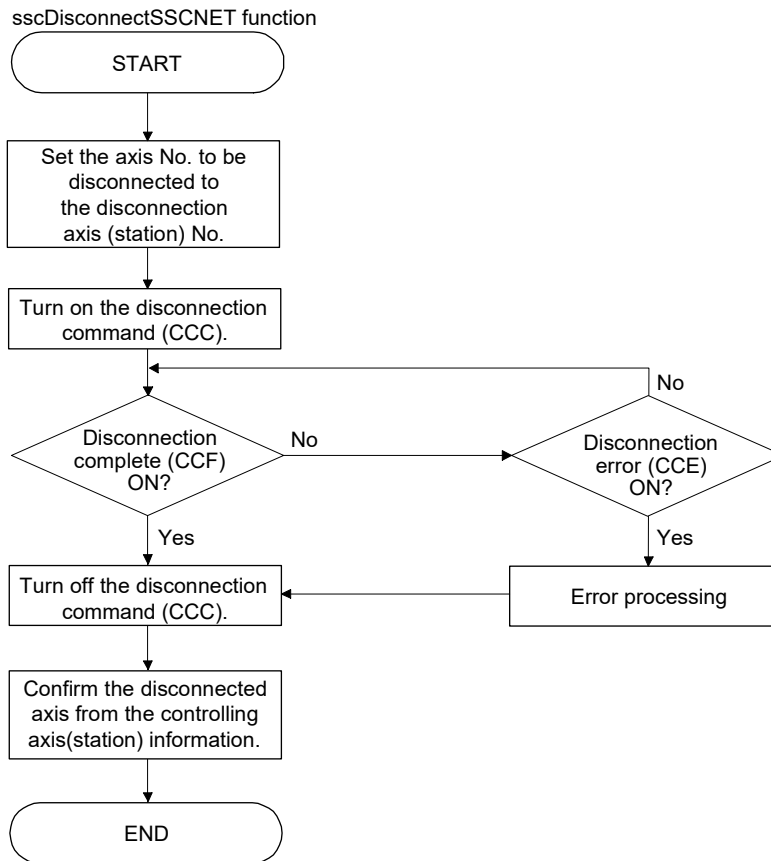 sscDisconnectSSCNET function
START
Set the axis No. to be
disconnected to
the disconnection
axis (station) No.
Turn on the disconnection
command (CCC).
No
Disconnection
complete (CCF)
ON?
No
Disconnection
error (CCE)
ON?
Yes
Yes
Turn off the disconnection
command (CCC).
Error processing
Confirm the disconnected
axis from the controlling
axis(station) information.
END